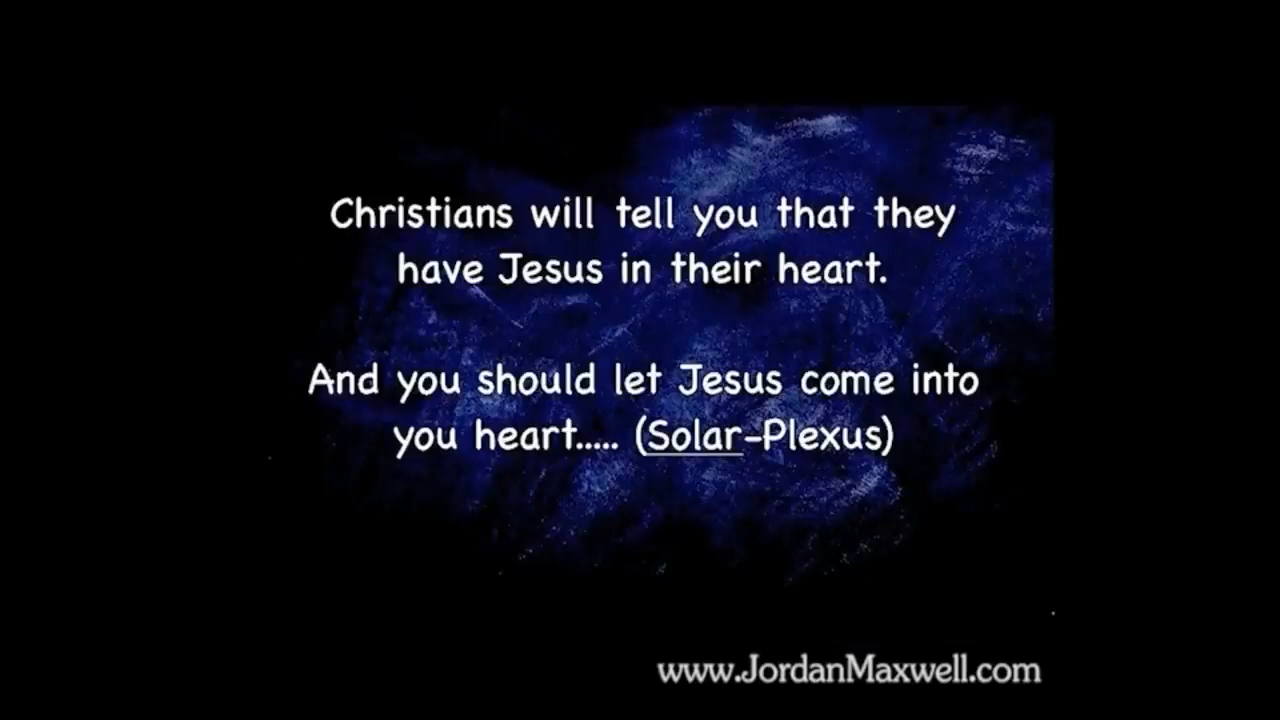 Christians will tell you that they
have Jesus in their heart.
And you should let Jesus come into
you heart..... (Solar-Plexus)
www.JordanMaxwell.com